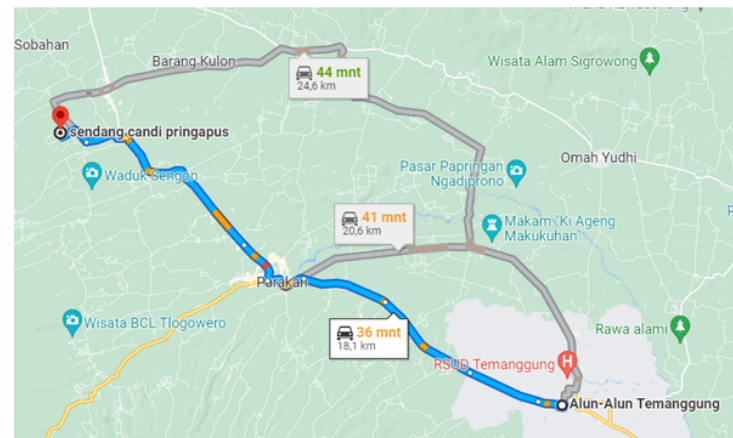 Sobahan
Barang Kulon
44 mnt
24,6 km
Wisata Alam Sigrowong
sendang candi pringapus
Waduk Sengon
Pasar Papringan
Ngadiprono
Omah Yudhi
41 mnt
20,6 km
Makam Ki Ageng
Makukuhan
Parakan
Wisata BCL Tlogowero
36 mnt
18,1 km
Rawa alami
RSUD Temanggung
H
Alun-Alun Temanggung